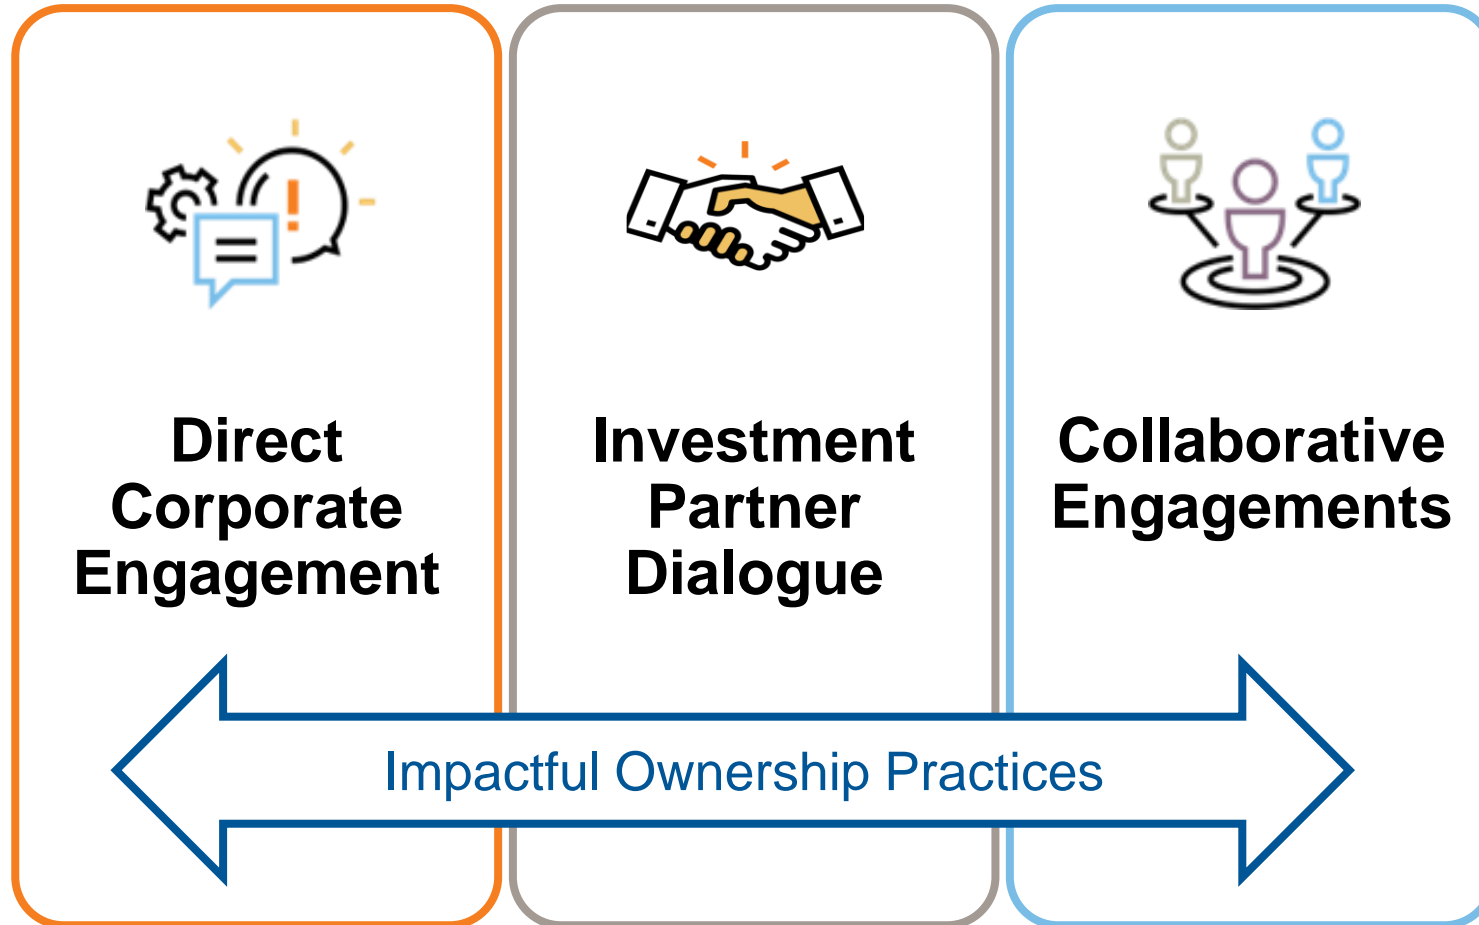 Direct
Corporate
Engagement
Investment
Partner
Dialogue
Collaborative
Engagements
Impactful Ownership Practices